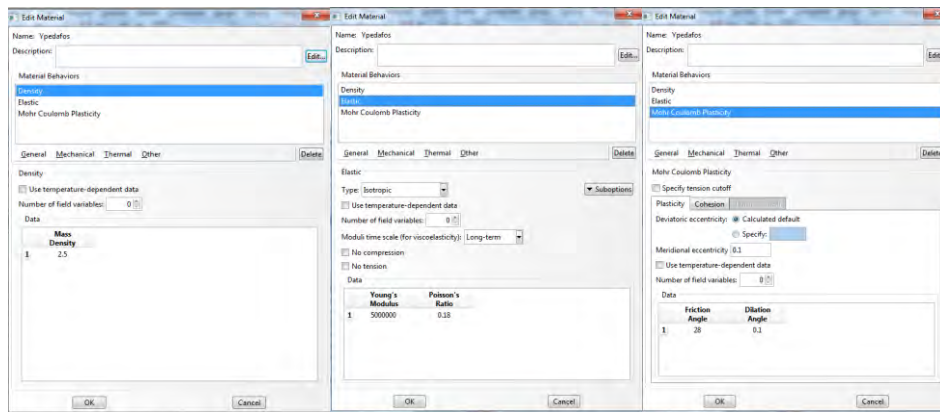 Edit Material
Name: Ypedafos
Description:
Edit...
Material Behaviors
Density
Elastic
Mohr Coulomb Plasticity
General Mechanical Thermal Other
Delete
Density
Use temperature-dependent data
Number of field variables: 0
Data
Mass
Density
1 2.5
OK Cancel
Edit Material
Name: Ypedafos
Description:
Edit...
Material Behaviors
Density
Elastic
Mohr Coulomb Plasticity
General Mechanical Thermal Other
Delete
Elastic
Type: Isotropic
Suboptions
Use temperature-dependent data
Number of field variables: 0
Moduli time scale (for viscoelasticity): Long-term
No compression
No tension
Data
Young's Poisson's
Modulus Ratio
1 5000000 0.18
OK Cancel
Edit Material
Name: Ypedafos
Description:
Edit
Material Behaviors
Density
Elastic
Mohr Coulomb Plasticity
General Mechanical Thermal Other
Delete
Mohr Coulomb Plasticity
Specify tension cutoff
Plasticity Cohesion
Deviatoric eccentricity: Calculated default
Specify:
Meridional eccentricity 0.1
Use temperature-dependent data
Number of field variables: 0
Data
Friction Dilation
Angle Angle
1 28 0.1
OK Cancel